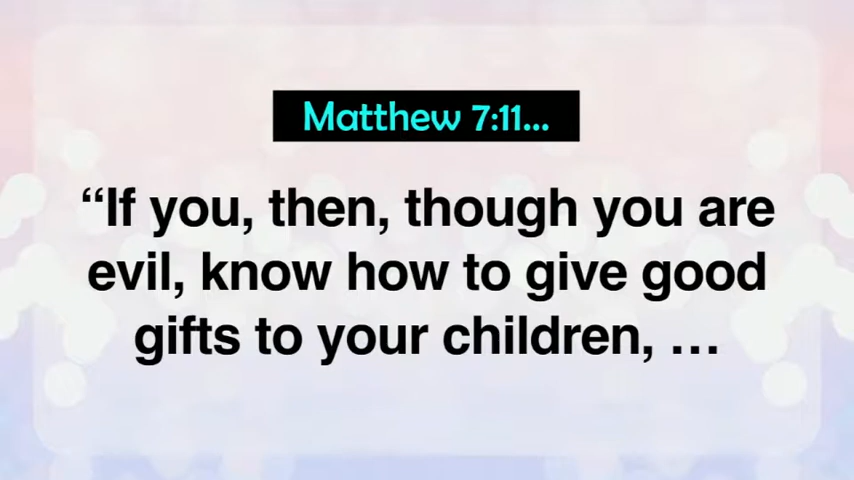 Matthew 7:11...
“If you, then, though you are
evil, know how to give good
gifts to your children, …